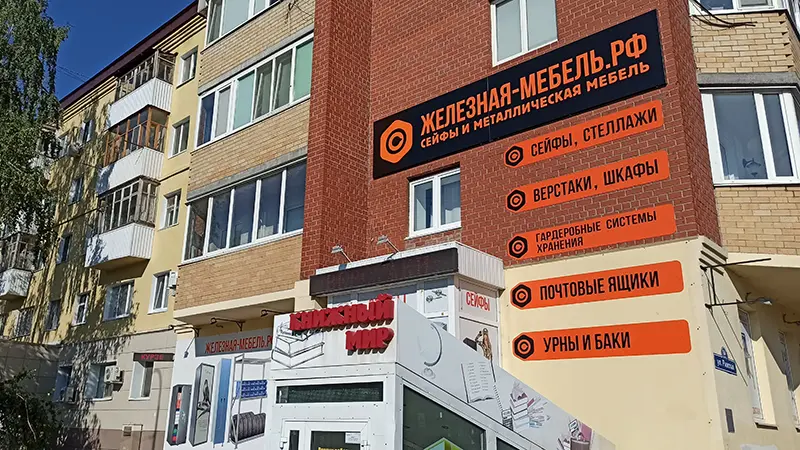 ЖЕЛЕЗНАЯ-МЕБЕЛЬ.РФ
СЕЙФЫ И МЕТАЛЛИЧЕСКАЯ МЕБЕЛЬ
СЕЙФЫ, СТЕЛЛАЖИ
ВЕРСТАКИ, ШКАФЫ
ГАРДЕРОБНЫЕ СИСТЕМЫ
ХРАНЕНИЯ
ПОЧТОВЫЕ ЯЩИКИ
УРНЫ И БАКИ
СЕЙФЫ
КНИЖНЫЙ
МИР
ЖЕЛЕЗНАЯ-МЕБЕЛЬ.РФ